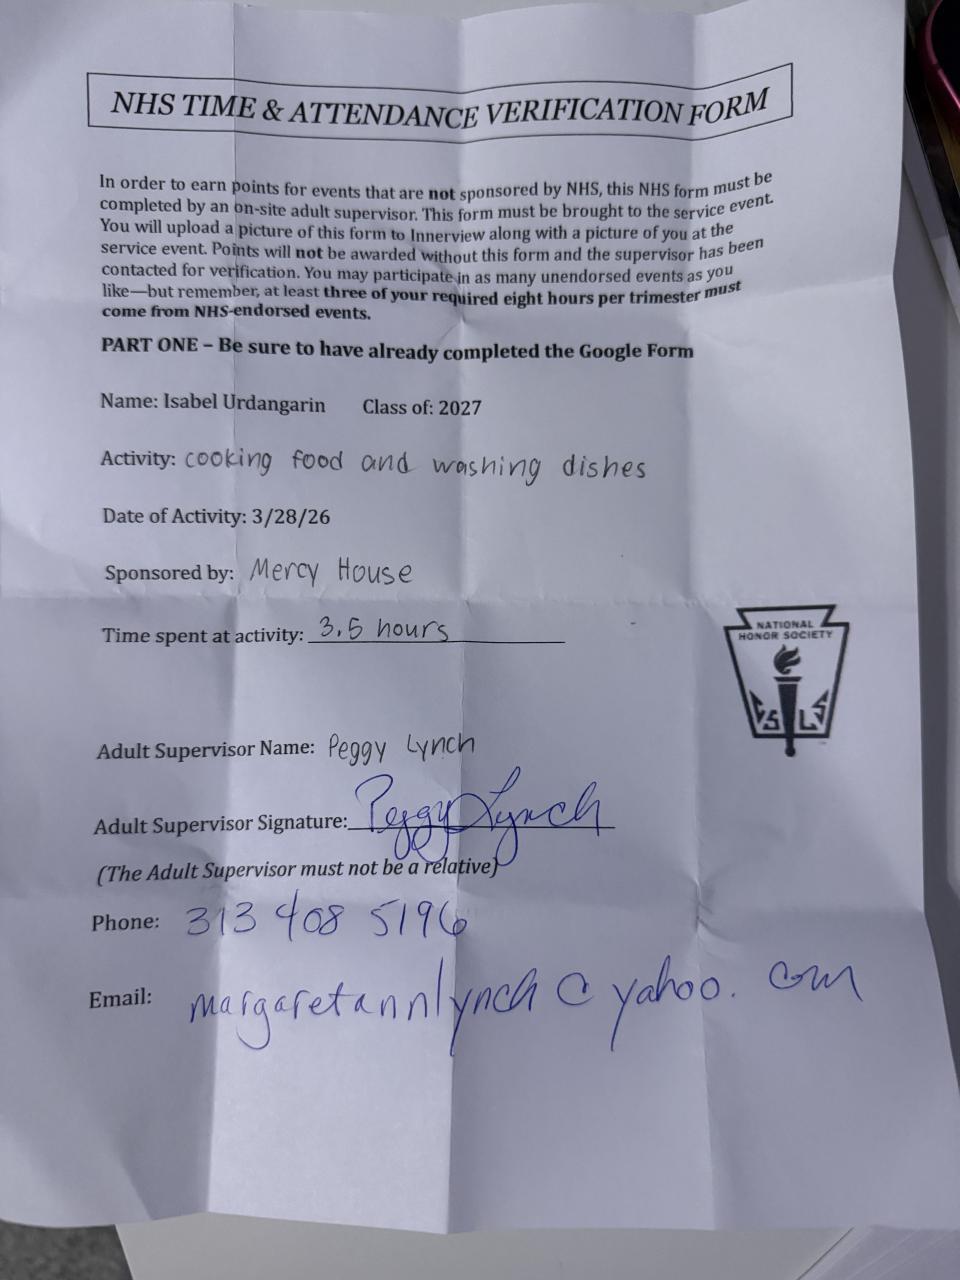 NHS TIME & ATTENDANCE VERIFICATION FORM
In order to earn points for events that are not sponsored by NHS, this NHS form must be
completed by an on-site adult supervisor. This form must be brought to the service event.
You will upload a picture of this form to Innerview along with a picture of you at the
service event. Points will not be awarded without this form and the supervisor has been
contacted for verification. You may participate in as many unendorsed events as you
like—but remember, at least three of your required eight hours per trimester must
come from NHS-endorsed events.
PART ONE – Be sure to have already completed the Google Form
Name: Isabel Urdangarin Class of: 2027
Activity: cooking food and washing dishes
Date of Activity: 3/28/26
Sponsored by: Mercy House
Time spent at activity: 3.5 hours
NATIONAL
HONOR SOCIETY
C S L S
Adult Supervisor Name: Peggy Lynch
Adult Supervisor Signature: Peggy Lynch
(The Adult Supervisor must not be a relative)
Phone: 313 408 5196
Email: margaretannlynch@yahoo.com